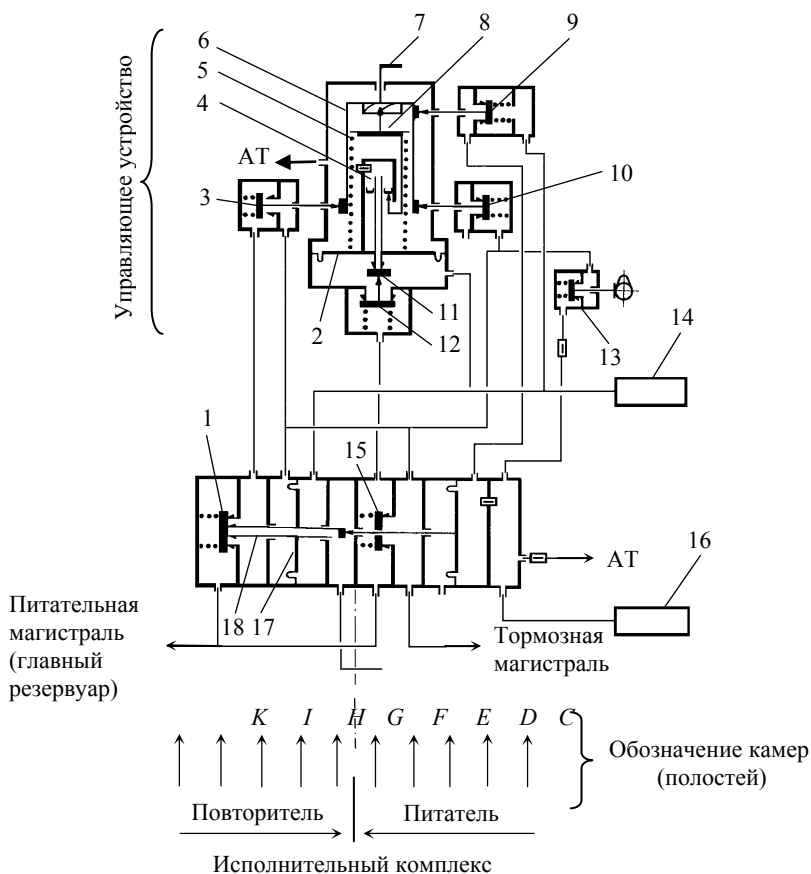 7
8
9
6
5
4
Управляющее устройство
АТ
3
10
11
2
12
13
14
1
15
16
АТ
18
17
Питательная
магистраль
(главный
резервуар)
Тормозная
магистраль
K I H G F E D C
Обозначение камер
(полостей)
Повторитель
Питатель
Исполнительный комплекс